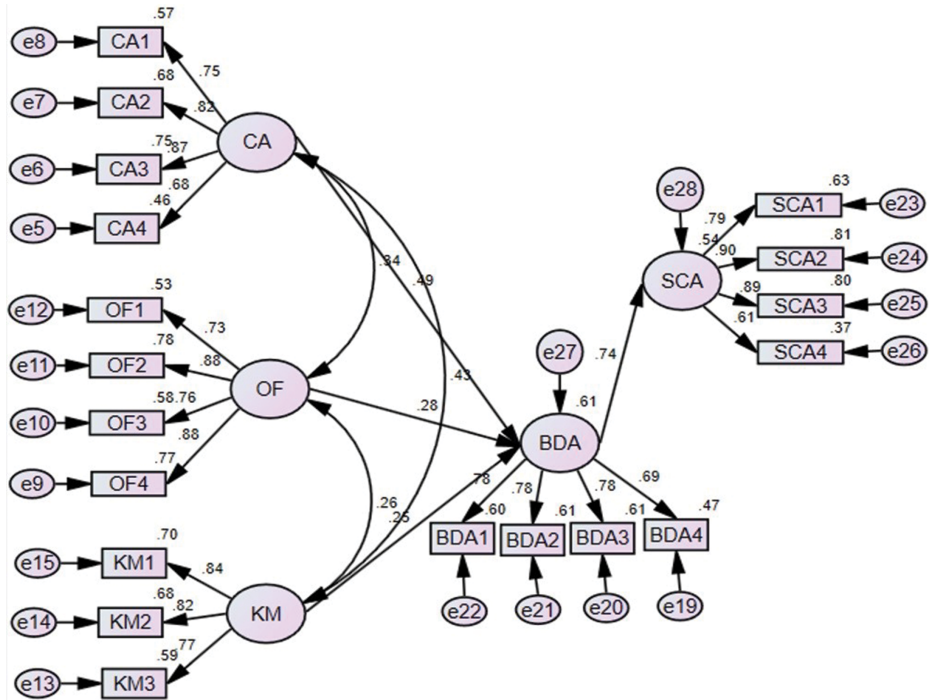 .57
e8 CA1
.75
.68
e7 CA2
.82
CA
.75 .87
e6 CA3
.68
.46
e5 CA4
.53
e12 OF1
.73
.78
e11 OF2
.88
OF
.58 .76
e10 OF3
.88
.77
e9 OF4
.70
e15 KM1
.84
.68
e14 KM2
.82
KM
.77
.59
e13 KM3
.34
.49
.43
.28
.26
.25
e27
.61
BDA
.74
.78 .78 .78 .69
.60 .61 .61 .47
BDA1 BDA2 BDA3 BDA4
e22 e21 e20 e19
e28
.54
SCA
.63
.79 SCA1 e23
.81
.90 SCA2 e24
.80
.89 SCA3 e25
.61
.37
SCA4 e26